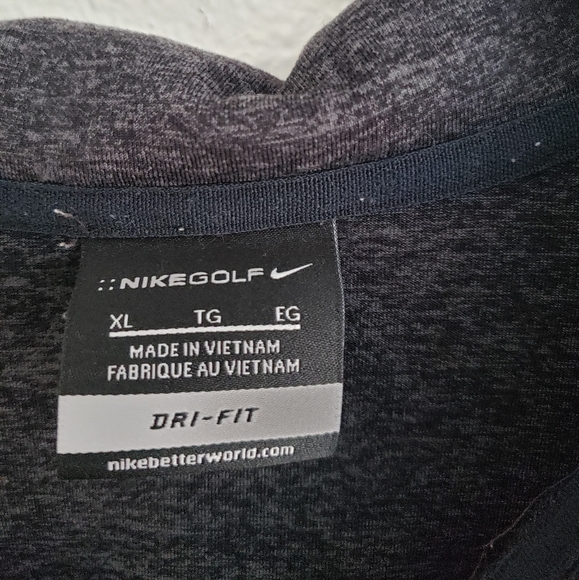 ::NIKEGOLF
XL TG EG
MADE IN VIETNAM
FABRIQUE AU VIETNAM
DRI-FIT
nikebetterworld.com